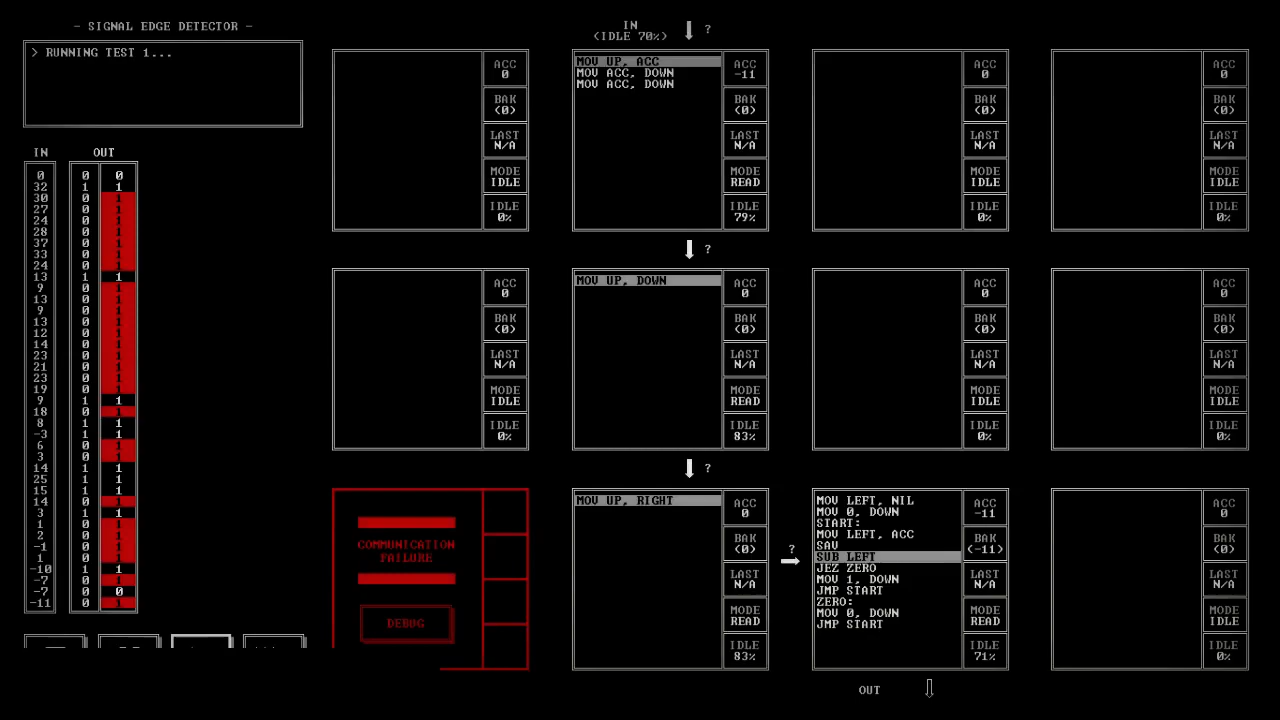 - SIGNAL EDGE DETECTOR -
> RUNNING TEST 1...
IN OUT
0 0 0
32 1 1
30 0 1
27 0 1
24 0 1
28 0 1
37 0 1
33 0 1
24 0 1
13 1 1
9 0 1
13 0 1
9 0 1
13 0 1
12 0 1
14 0 1
23 0 1
21 0 1
23 0 1
19 0 1
9 1 1
18 0 1
8 1 1
-3 1 1
6 0 1
3 0 1
14 1 1
25 1 1
15 1 1
14 0 1
3 1 1
1 0 1
2 0 1
-1 0 1
1 0 1
-10 1 1
-7 0 1
-7 0 0
-11 0 1
IN
(IDLE 70%) ?
ACC
0
BAK
(0)
LAST
N/A
MODE
IDLE
IDLE
0%
MOV UP, ACC
MOV ACC, DOWN
MOV ACC, DOWN
ACC
-11
BAK
(0)
LAST
N/A
MODE
READ
IDLE
79%
ACC
0
BAK
(0)
LAST
N/A
MODE
IDLE
IDLE
0%
ACC
0
BAK
(0)
LAST
N/A
MODE
IDLE
IDLE
0%
?
ACC
0
BAK
(0)
LAST
N/A
MODE
IDLE
IDLE
0%
MOV UP, DOWN
ACC
0
BAK
(0)
LAST
N/A
MODE
READ
IDLE
83%
ACC
0
BAK
(0)
LAST
N/A
MODE
IDLE
IDLE
0%
ACC
0
BAK
(0)
LAST
N/A
MODE
IDLE
IDLE
0%
?
COMMUNICATION
FAILURE
DEBUG
MOV UP, RIGHT
ACC
0
BAK
(0)
LAST
N/A
MODE
READ
IDLE
83%
?
MOV LEFT, NIL
MOV 0, DOWN
START:
MOV LEFT, ACC
SAV
SUB LEFT
JEZ ZERO
MOV 1, DOWN
JMP START
ZERO:
MOV 0, DOWN
JMP START
ACC
-11
BAK
(-11)
LAST
N/A
MODE
READ
IDLE
71%
ACC
0
BAK
(0)
LAST
N/A
MODE
IDLE
IDLE
0%
OUT